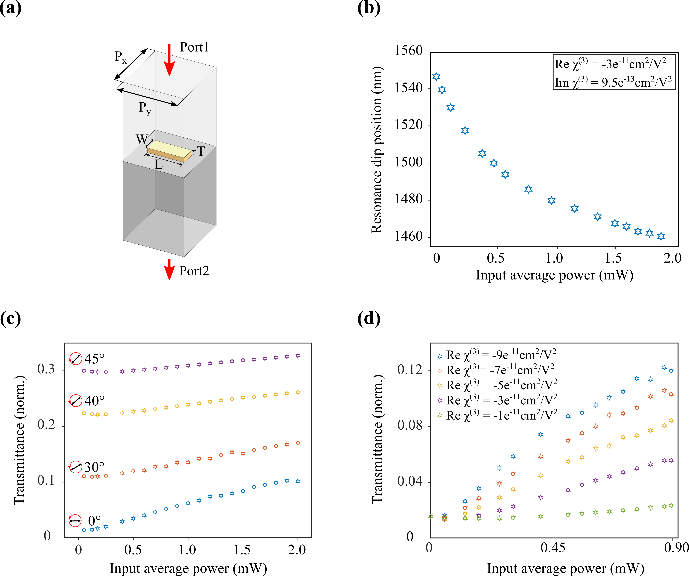 (a)
Port1
Px
PY
W
T
L
Port2
(b)
1560
1540
1520
1500
1480
1460
Resonance dip position (nm)
Re χ(3) = -3e-11cm2/V2
Im χ(3) = 9.5e-13cm2/V2
0
0.5
1.0
1.5
2.0
Input average power (mW)
(c)
0.3
0.2
0.1
0
Transmittance (norm.)
45°
40°
30°
0°
0
0.5
1.0
1.5
2.0
Input average power (mW)
(d)
0.12
0.08
0.04
0
Transmittance (norm.)
Re χ(3) = -9e-11cm2/V2
Re χ(3) = -7e-11cm2/V2
Re χ(3) = -5e-11cm2/V2
Re χ(3) = -3e-11cm2/V2
Re χ(3) = -1e-11cm2/V2
0
0.45
0.90
Input average power (mW)